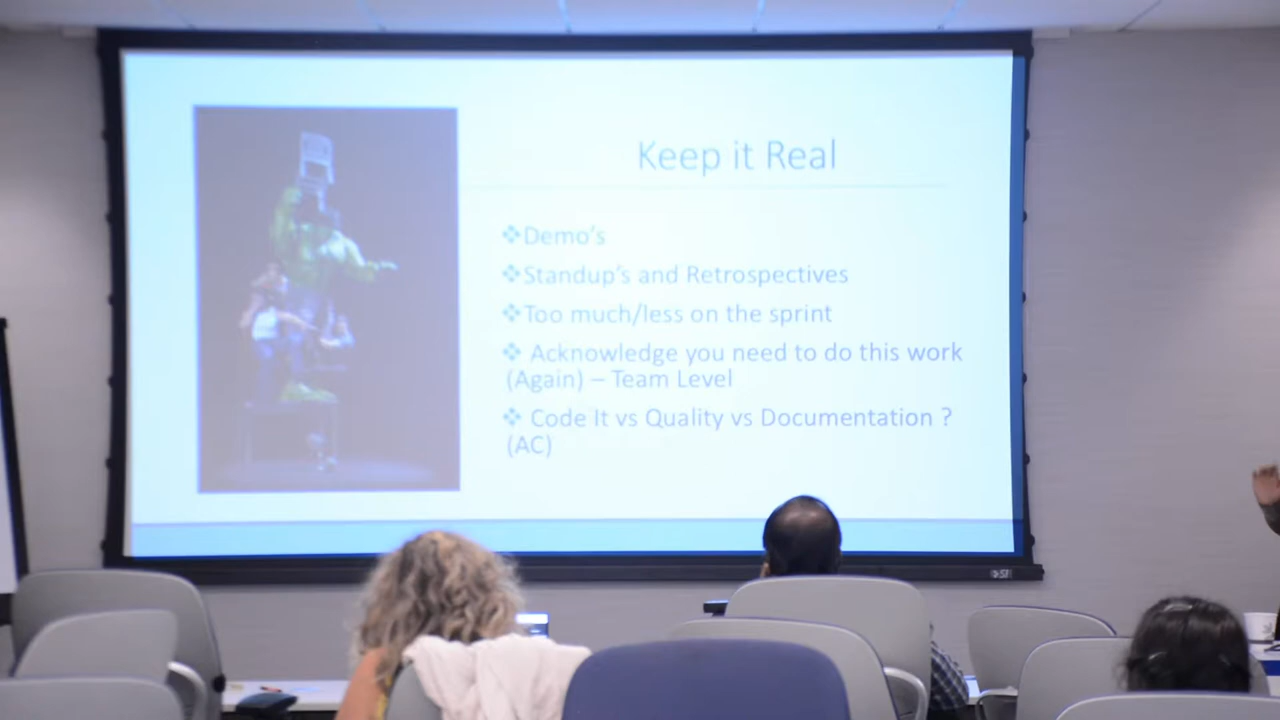 Keep it Real
❖Demo's
❖Standup's and Retrospectives
❖Too much/less on the sprint
❖ Acknowledge you need to do this work
(Again) – Team Level
❖ Code It vs Quality vs Documentation ?
(AC)